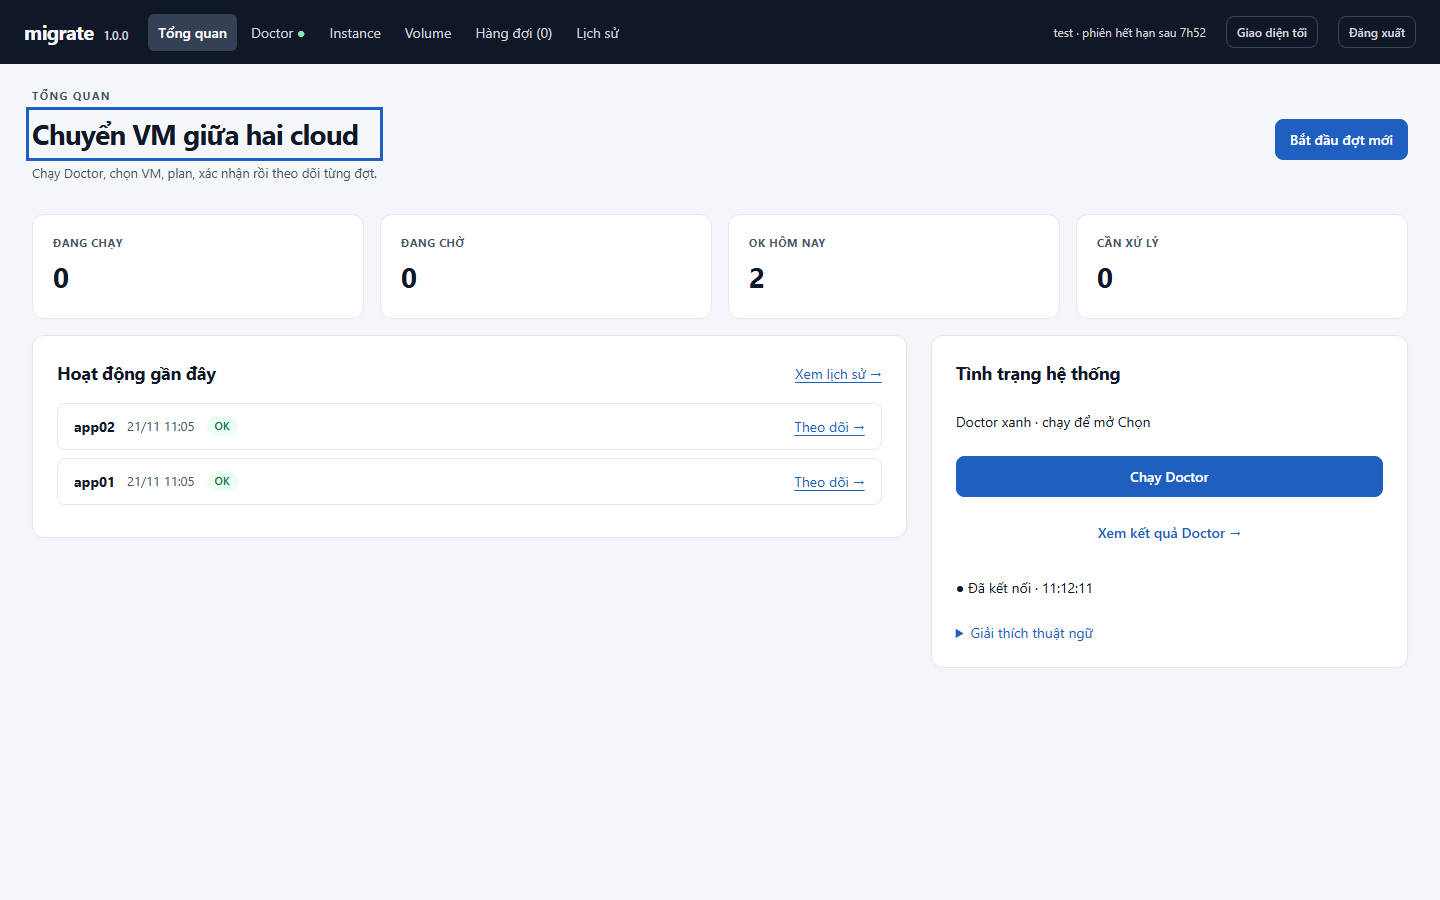 migrate 1.0.0 Tổng quan Doctor ● Instance Volume Hàng đợi (0) Lịch sử test · phiên hết hạn sau 7h52 Giao diện tối Đăng xuất
TỔNG QUAN
Chuyển VM giữa hai cloud
Chạy Doctor, chọn VM, plan, xác nhận rồi theo dõi từng đợt.
Bắt đầu đợt mới
ĐANG CHẠY
0
ĐANG CHỜ
0
OK HÔM NAY
2
CẦN XỬ LÝ
0
Hoạt động gần đây Xem lịch sử →
app02 21/11 11:05 OK Theo dõi →
app01 21/11 11:05 OK Theo dõi →
Tình trạng hệ thống
Doctor xanh · chạy để mở Chọn
Chạy Doctor
Xem kết quả Doctor →
● Đã kết nối · 11:12:11
▶ Giải thích thuật ngữ